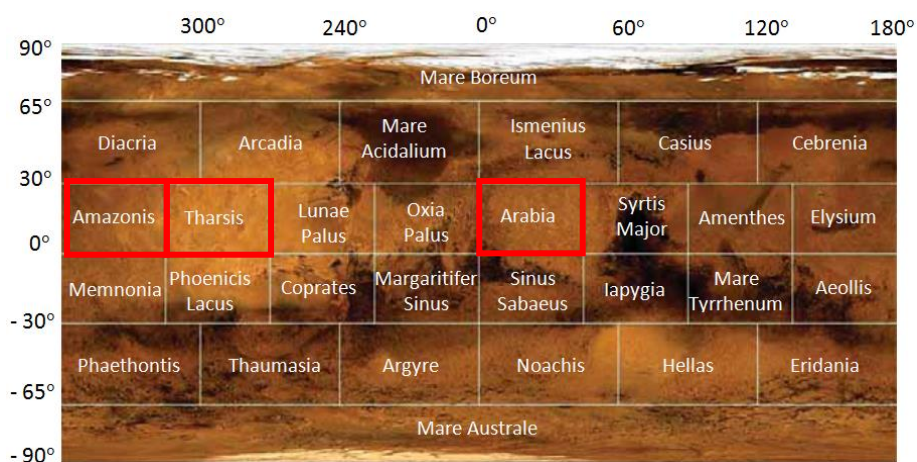 300° 240° 0° 60° 120° 180°
90°
Mare Boreum
65°
Diacria Arcadia Mare Acidalium Ismenius Lacus Casius Cebrenia
30°
Amazonis Tharsis Lunae Palus Oxia Palus Arabia Syrtis Major Amenthes Elysium
0°
Memnonia Phoenicis Lacus Coprates Margaritifer Sinus Sinus Sabaeus Iapygia Mare Tyrrhenum Aeollis
- 30°
Phaethontis Thaumasia Argyre Noachis Hellas Eridania
- 65°
Mare Australe
- 90°